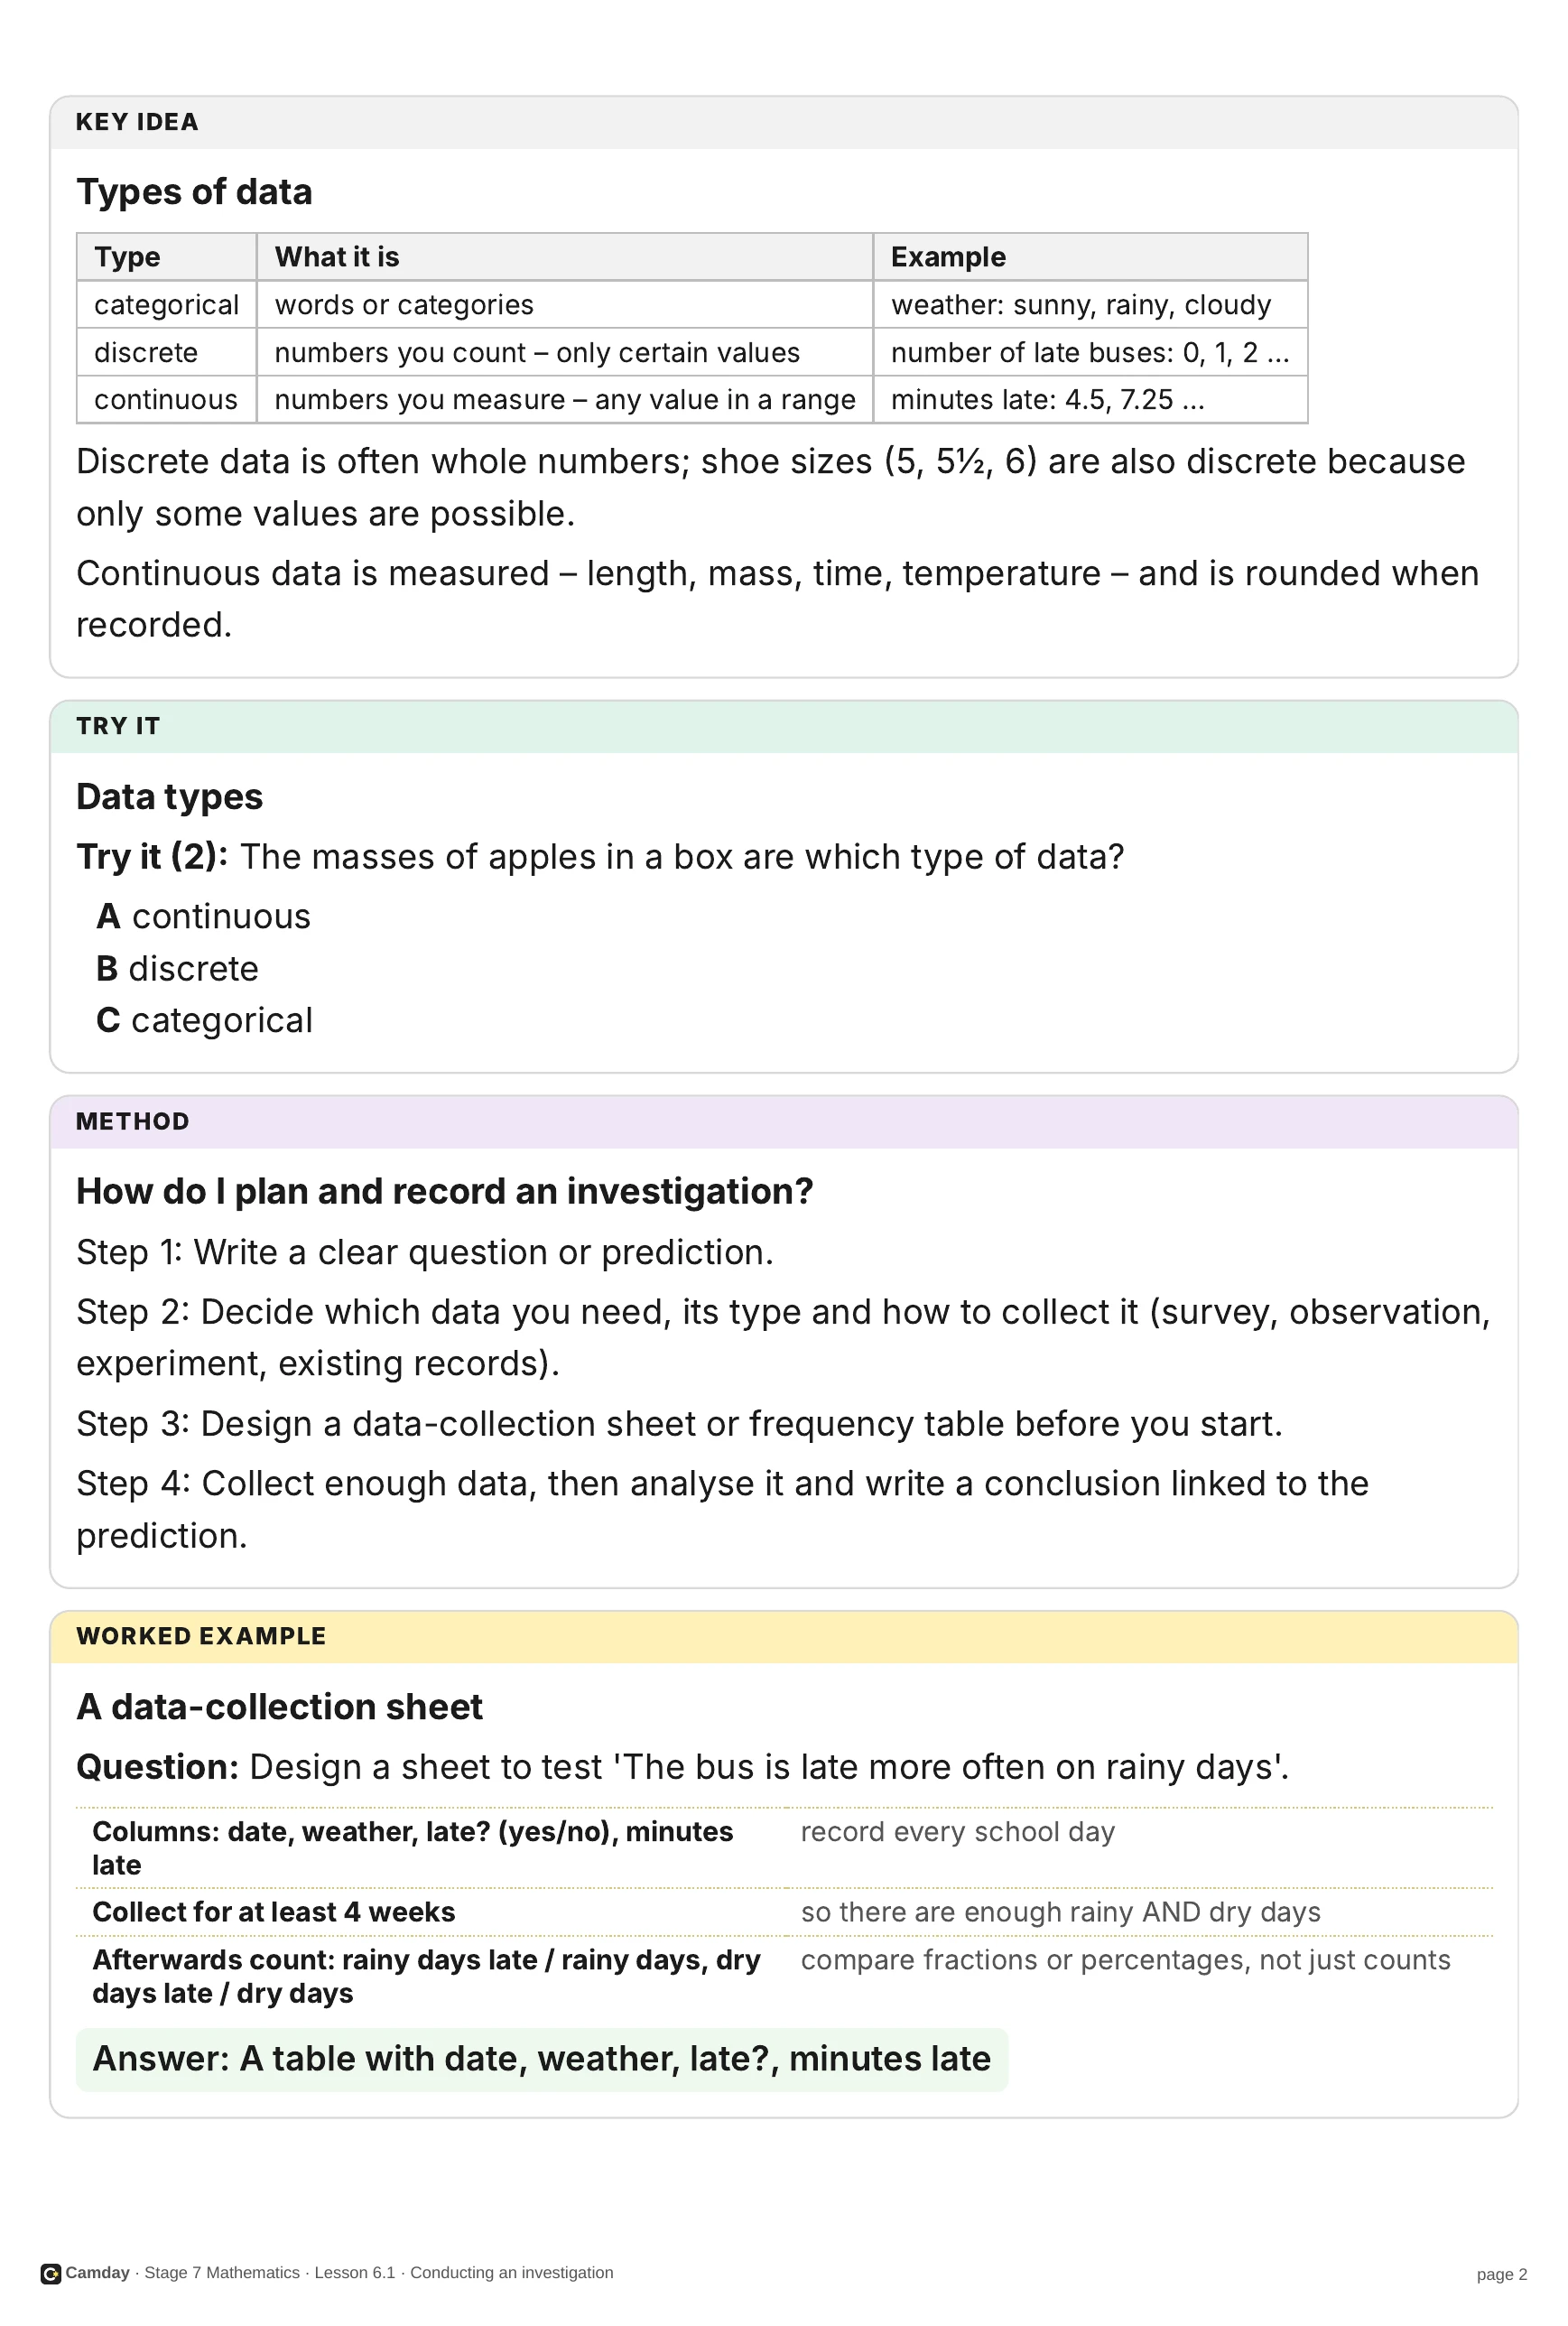 KEY IDEA
Types of data
Type What it is Example
categorical words or categories weather: sunny, rainy, cloudy
discrete numbers you count – only certain values number of late buses: 0, 1, 2 ...
continuous numbers you measure – any value in a range minutes late: 4.5, 7.25 ...
Discrete data is often whole numbers; shoe sizes (5, 5½, 6) are also discrete because
only some values are possible.
Continuous data is measured – length, mass, time, temperature – and is rounded when
recorded.
TRY IT
Data types
Try it (2): The masses of apples in a box are which type of data?
A continuous
B discrete
C categorical
METHOD
How do I plan and record an investigation?
Step 1: Write a clear question or prediction.
Step 2: Decide which data you need, its type and how to collect it (survey, observation,
experiment, existing records).
Step 3: Design a data-collection sheet or frequency table before you start.
Step 4: Collect enough data, then analyse it and write a conclusion linked to the
prediction.
WORKED EXAMPLE
A data-collection sheet
Question: Design a sheet to test 'The bus is late more often on rainy days'.
Columns: date, weather, late? (yes/no), minutes
late
record every school day
Collect for at least 4 weeks
so there are enough rainy AND dry days
Afterwards count: rainy days late / rainy days, dry
days late / dry days
compare fractions or percentages, not just counts
Answer: A table with date, weather, late?, minutes late
Camday · Stage 7 Mathematics · Lesson 6.1 · Conducting an investigation
page 2